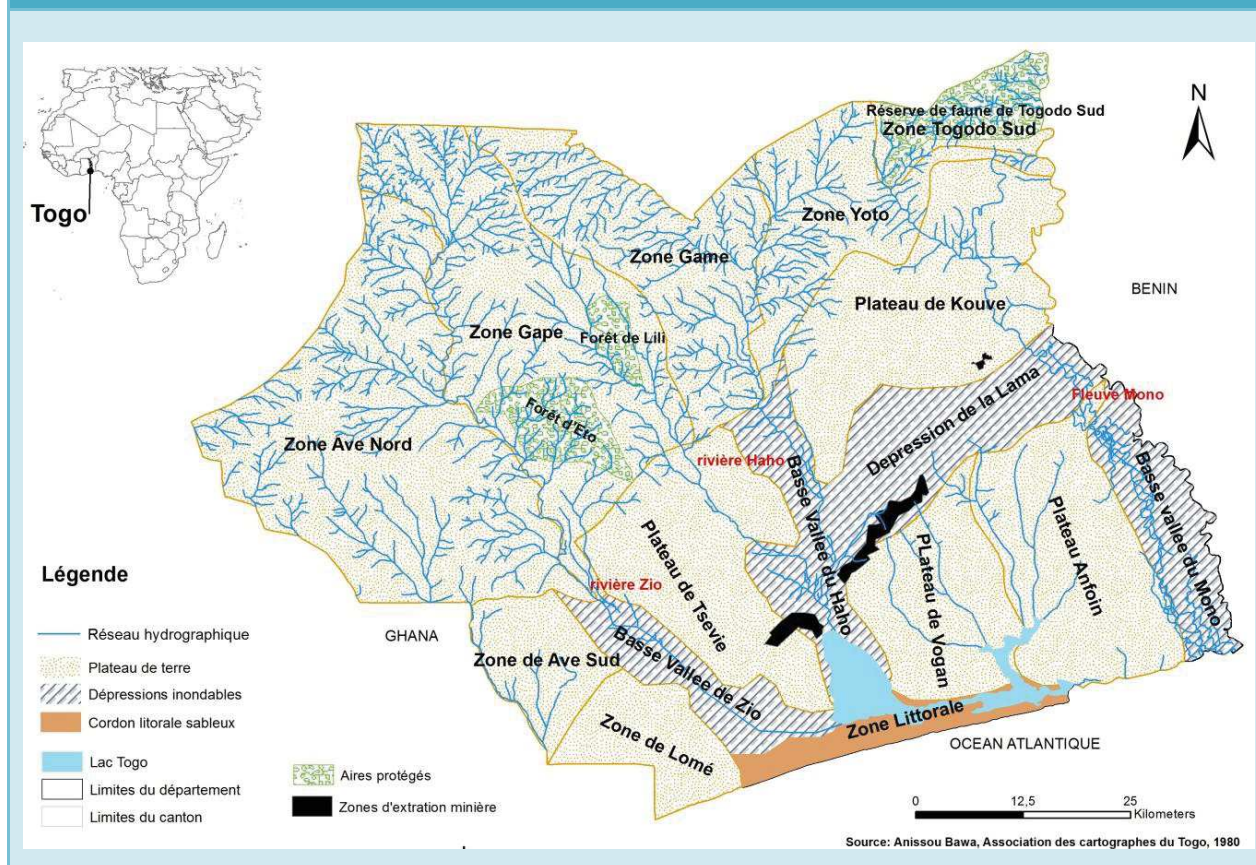 Togo
N
Réserve de faune de Togodo Sud
Zone Togodo Sud
Zone Yoto
Zone Game
BENIN
Plateau de Kouve
Zone Gape
Forêt de Lili
Depression de la Lama
Fleuve Mono
Forêt d'Eto
Zone Ave Nord
rivière Haho
Basse Vallee du Haho
Basse vallee du Mono
Plateau de Tsevie
PLateau de Vogan
Plateau Anfoin
rivière Zio
GHANA
Zone de Ave Sud
Basse Vallee de Zio
Zone de Lomé
Zone Littorale
OCEAN ATLANTIQUE
Légende
Réseau hydrographique
Plateau de terre
Dépressions inondables
Cordon litorale sableux
Lac Togo
Limites du département
Limites du canton
Aires protégés
Zones d'extration minière
0 12,5 25
Kilometers
Source: Anissou Bawa, Association des cartographes du Togo, 1980